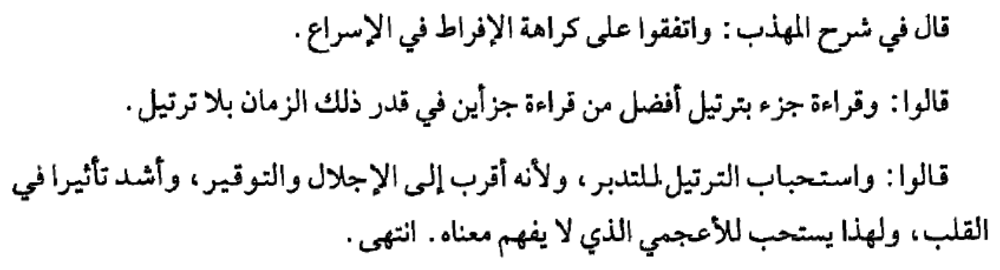 قال في شرح المهذب : واتفقوا على كراهة الإفراط في الإسراع .
قالوا : وقراءة جزء بترتيل أفضل من قراءة جزأين في قدر ذلك الزمان بلا ترتيل .
قالوا : واستحباب الترتيل للتدبر ، ولأنه أقرب إلى الإجلال والتوقير ، وأشد تأثيرا في
القلب ، ولهذا يستحب للأعجمي الذي لا يفهم معناه . انتهى .